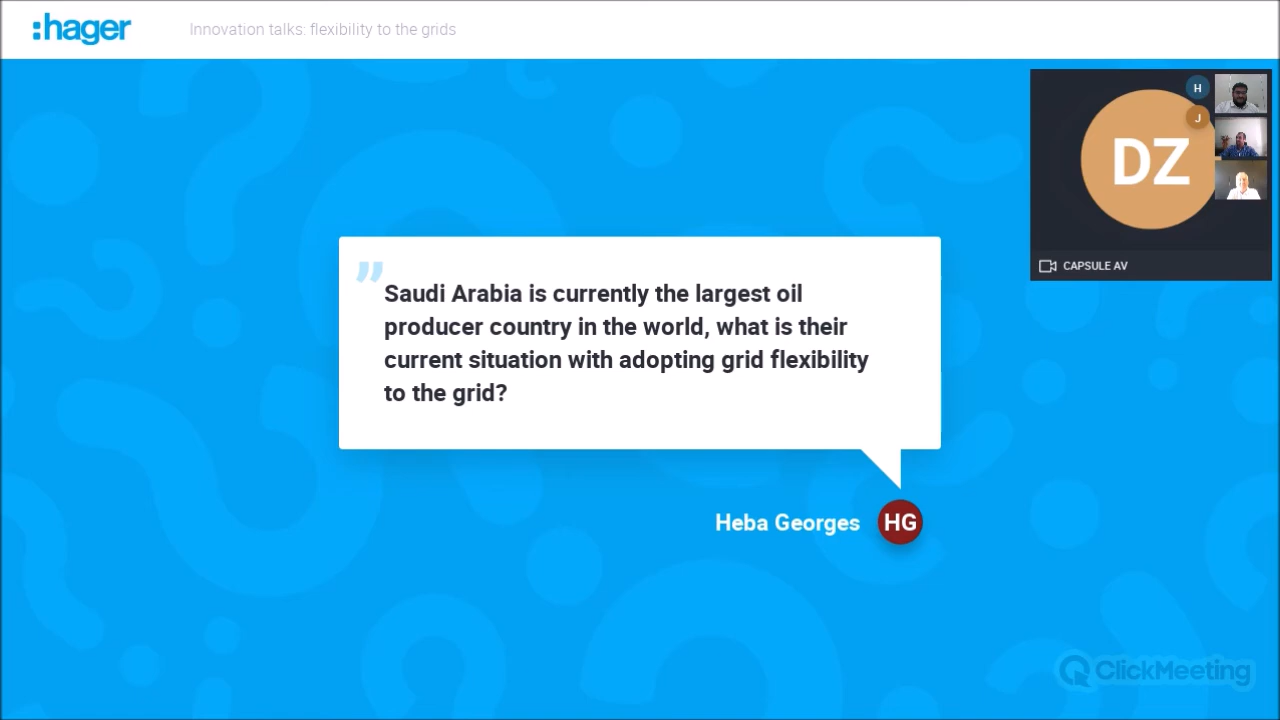 :hager
Innovation talks: flexibility to the grids
H
J
DZ
CAPSULE AV
”
Saudi Arabia is currently the largest oil
producer country in the world, what is their
current situation with adopting grid flexibility
to the grid?
Heba Georges
HG
ClickMeeting